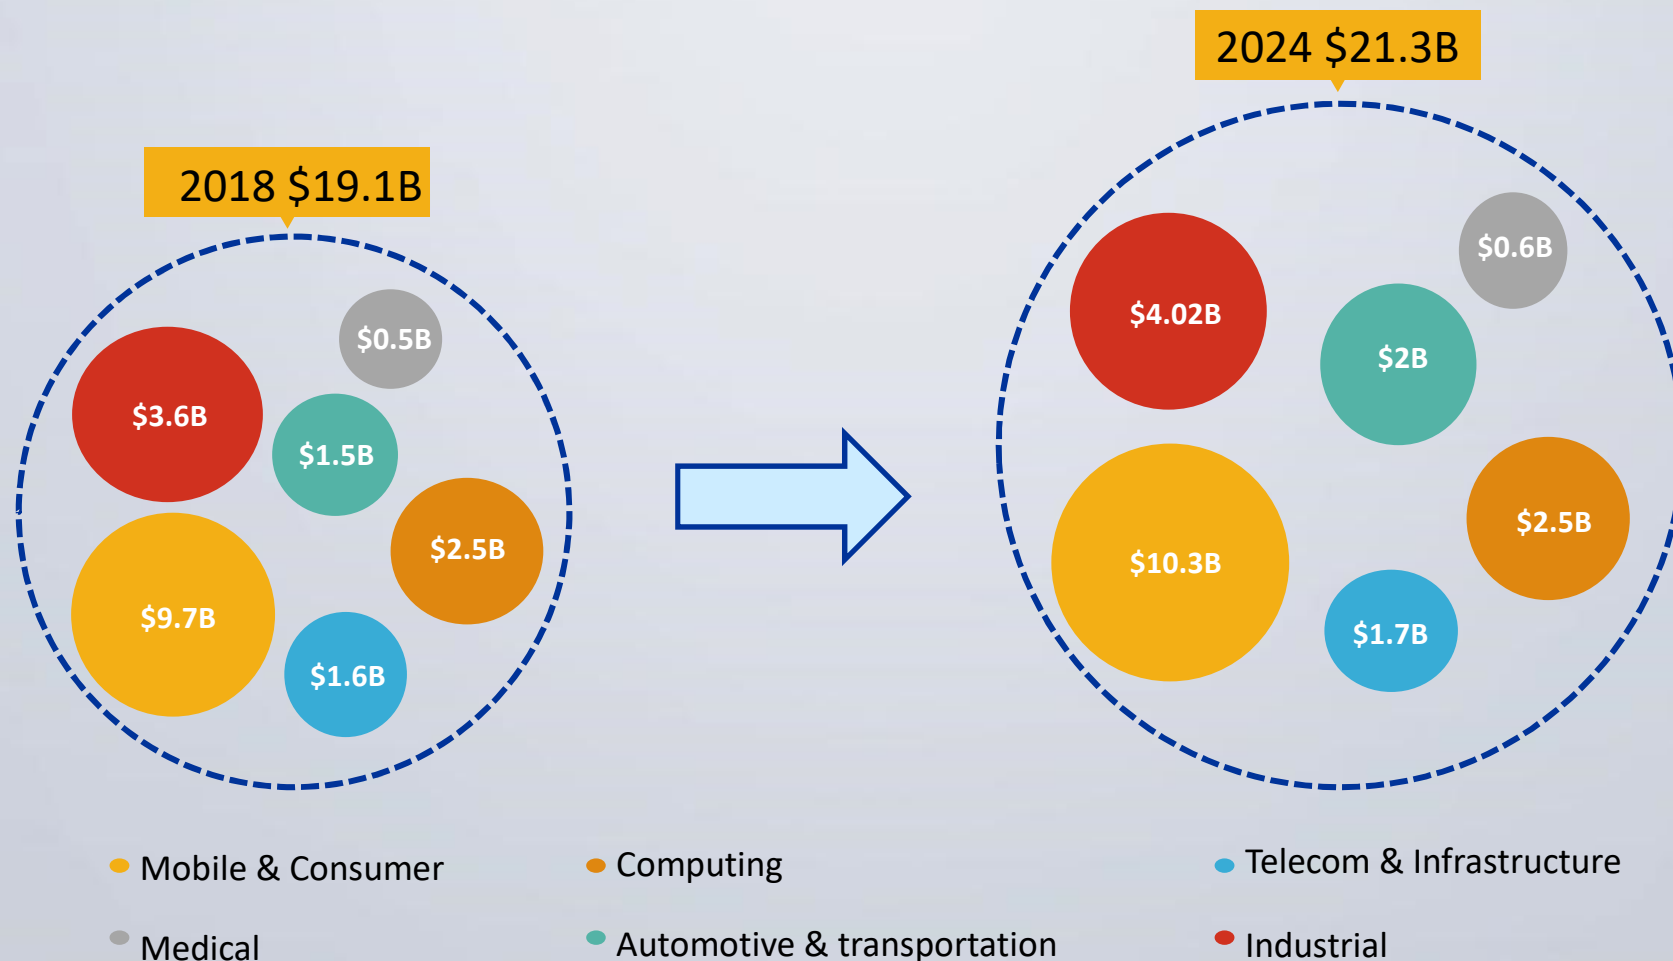 2024 $21.3B
2018 $19.1B
$0.5B
$3.6B
$1.5B
$2.5B
$9.7B
$1.6B
$0.6B
$4.02B
$2B
$2.5B
$10.3B
$1.7B
Mobile & Consumer
Computing
Telecom & Infrastructure
Medical
Automotive & transportation
Industrial